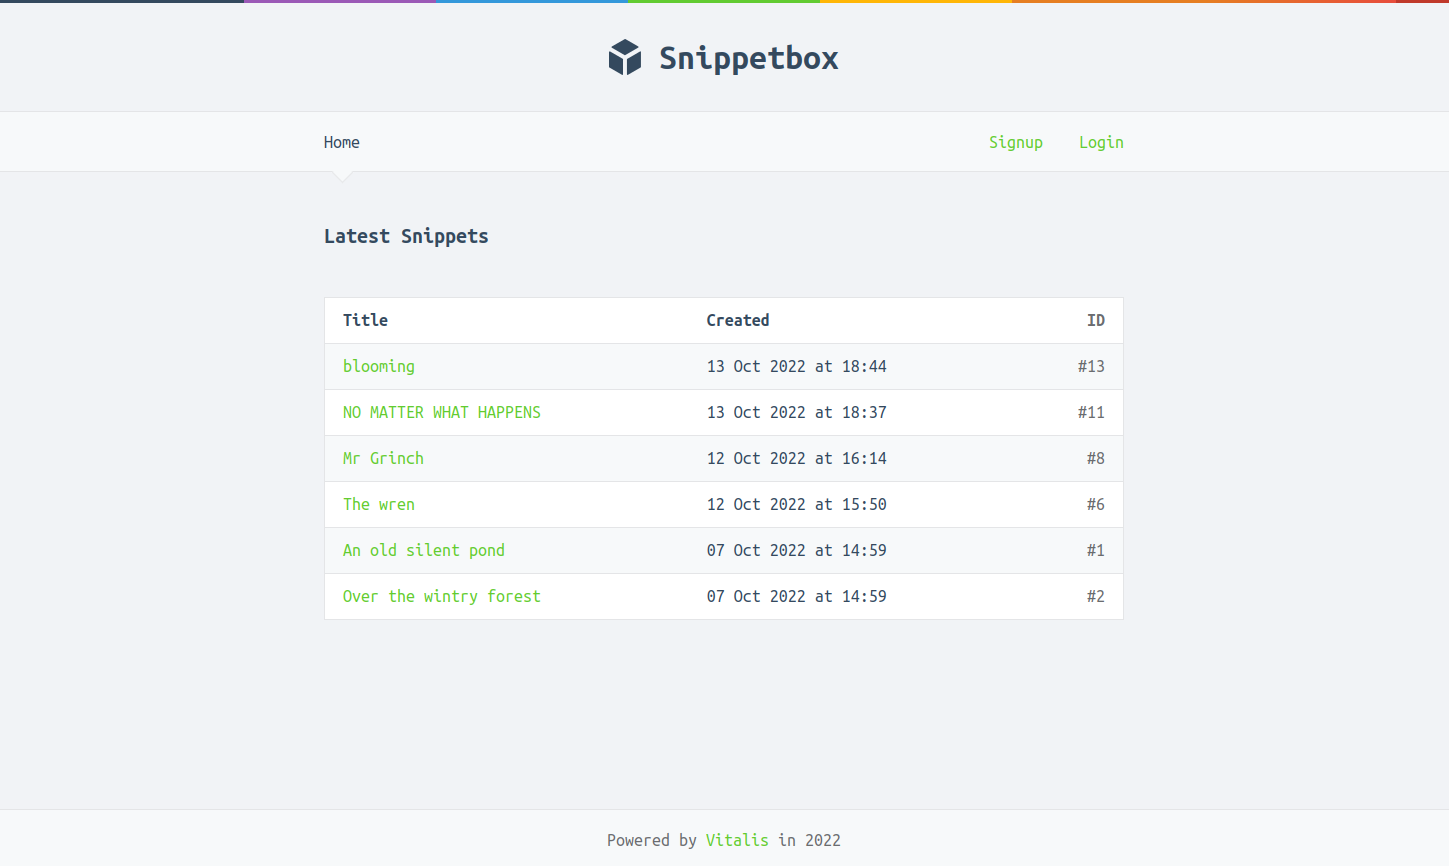 Snippetbox
Home Signup Login
Latest Snippets
Title Created ID
blooming 13 Oct 2022 at 18:44 #13
NO MATTER WHAT HAPPENS 13 Oct 2022 at 18:37 #11
Mr Grinch 12 Oct 2022 at 16:14 #8
The wren 12 Oct 2022 at 15:50 #6
An old silent pond 07 Oct 2022 at 14:59 #1
Over the wintry forest 07 Oct 2022 at 14:59 #2
Powered by Vitalis in 2022